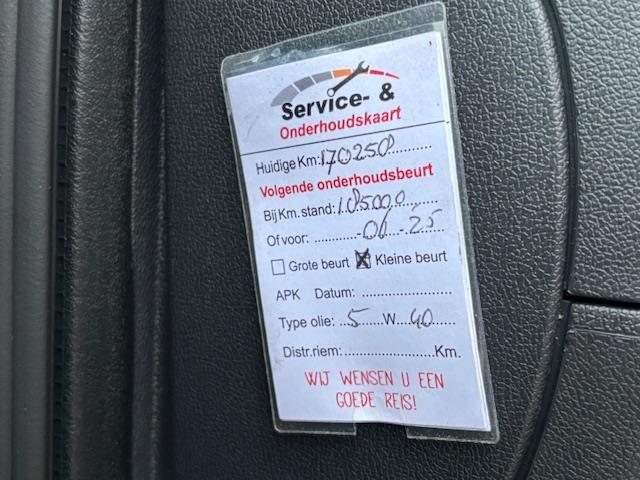 Service- &
Onderhoudskaart
Huidige Km: 170250
Volgende onderhoudsbeurt
Bij Km. stand: 185000
Of voor: ............-06-.25
Grote beurt Kleine beurt
APK Datum: ........................
Type olie: ..5......W...40......
Distr.riem:........................Km.
WIJ WENSEN U EEN
GOEDE REIS!